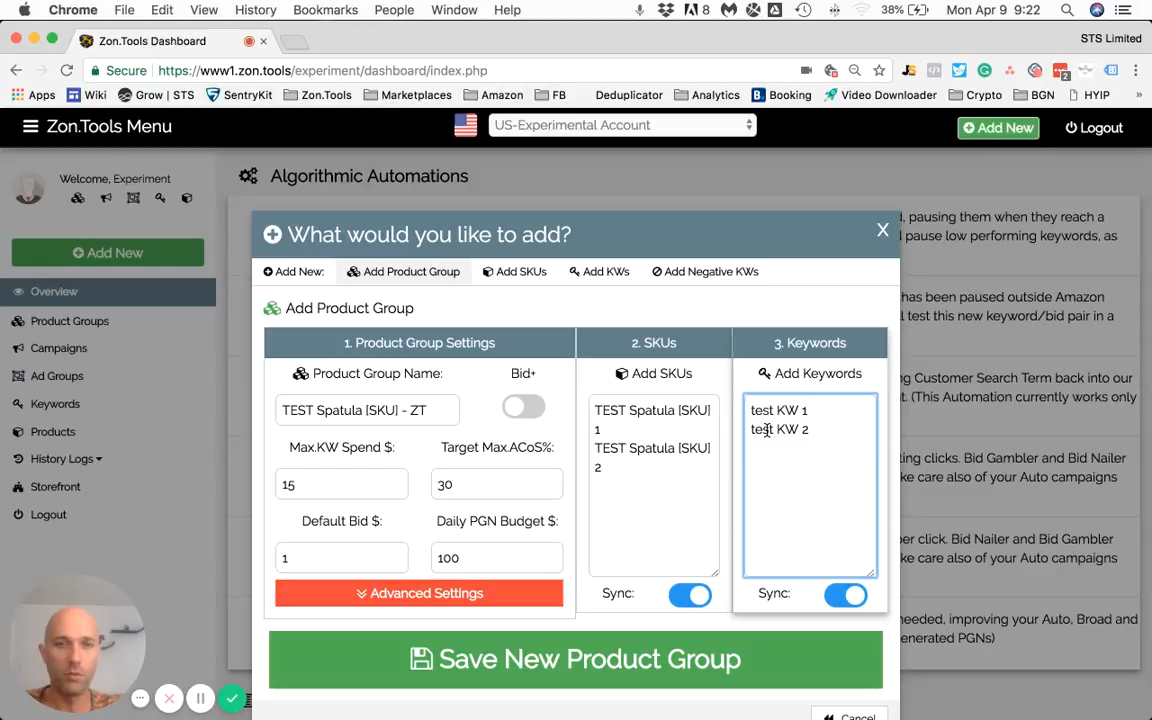 Chrome File Edit View History Bookmarks People Window Help 8 38% Mon Apr 9 9:22
Zon.Tools Dashboard
STS Limited
Secure https://www1.zon.tools/experiment/dashboard/index.php
Apps Wiki Grow | STS SentryKit Zon.Tools Marketplaces Amazon FB Deduplicator Analytics Booking Video Downloader Crypto BGN HYIP »
Zon.Tools Menu
US-Experimental Account
Add New
Logout
Welcome, Experiment
Add New
Overview
Product Groups
Campaigns
Ad Groups
Keywords
Products
History Logs
Storefront
Logout
Algorithmic Automations
d, pausing them when they reach a
d pause low performing keywords, as
has been paused outside Amazon
l test this new keyword/bid pair in a
ng Customer Search Term back into our
t. (This Automation currently works only
ting clicks. Bid Gambler and Bid Nailer
ke care also of your Auto campaigns
per click. Bid Nailer and Bid Gambler
ke care also of your Auto campaigns
needed, improving your Auto, Broad and
enerated PGNs)
What would you like to add?
X
Add New: Add Product Group Add SKUs Add KWs Add Negative KWs
Add Product Group
1. Product Group Settings
Product Group Name:
Bid+
TEST Spatula [SKU] - ZT
Max.KW Spend $:
Target Max.ACoS%:
15
30
Default Bid $:
Daily PGN Budget $:
1
100
Advanced Settings
2. SKUs
Add SKUs
TEST Spatula [SKU]
1
TEST Spatula [SKU]
2
Sync:
3. Keywords
Add Keywords
test KW 1
test KW 2
Sync:
Save New Product Group
Cancel